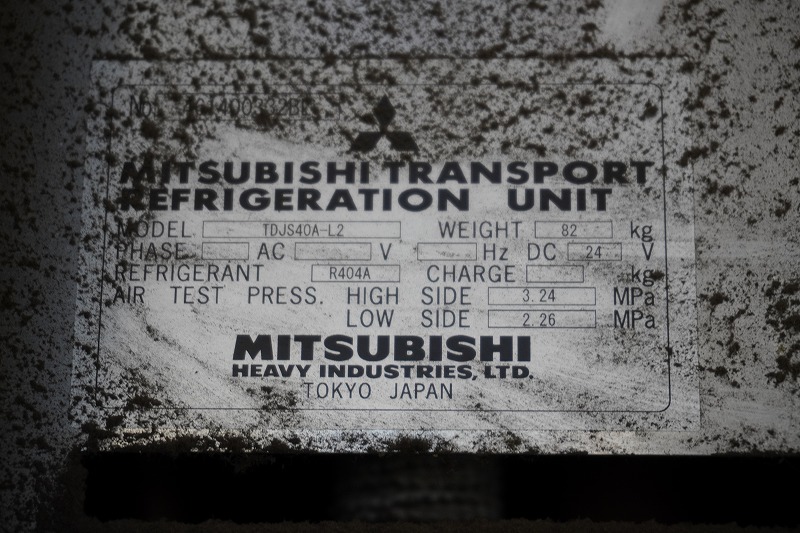 No.
MITSUBISHI TRANSPORT
REFRIGERATION UNIT
MODEL TDJS40A-L2 WEIGHT 82 kg
PHASE AC V Hz DC 24 V
REFRIGERANT R404A CHARGE kg
AIR TEST PRESS. HIGH SIDE 3.24 MPa
LOW SIDE 2.26 MPa
MITSUBISHI
HEAVY INDUSTRIES, LTD.
TOKYO JAPAN